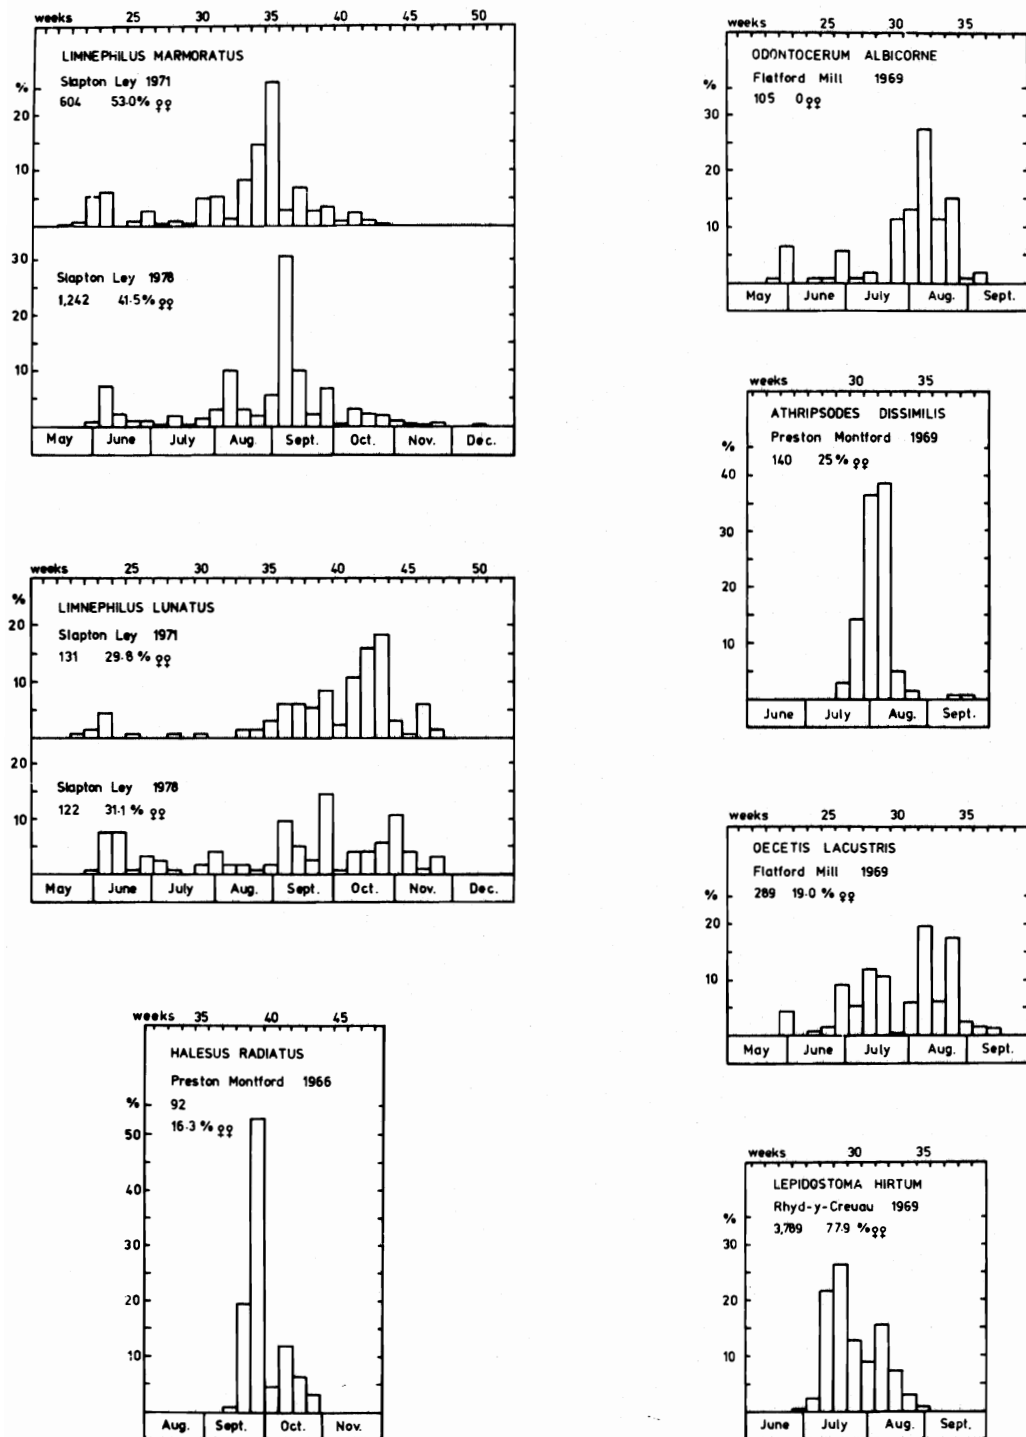 weeks 25 30 35 40 45 50
LIMNEPHILUS MARMORATUS
Slapton Ley 1971
%
604 53·0% ♀♀
20
10
30
Slapton Ley 1978
1,242 41·5% ♀♀
20
10
May June July Aug. Sept. Oct. Nov. Dec.
weeks 25 30 35 40 45 50
%
LIMNEPHILUS LUNATUS
20
Slapton Ley 1971
131 29·8% ♀♀
10
20
Slapton Ley 1978
122 31·1% ♀♀
10
May June July Aug. Sept. Oct. Nov. Dec.
weeks 35 40 45
HALESUS RADIATUS
Preston Montford 1966
% 92
16·3% ♀♀
50
40
30
20
10
Aug. Sept. Oct. Nov.
weeks 25 30 35
ODONTOCERUM ALBICORNE
Flatford Mill 1969
%
105 0♀♀
30
20
10
May June July Aug. Sept.
weeks 30 35
ATHRIPSODES DISSIMILIS
Preston Montford 1969
%
140 25% ♀♀
40
30
20
10
June July Aug. Sept.
weeks 25 30 35
OECETIS LACUSTRIS
Flatford Mill 1969
% 289 19·0% ♀♀
20
10
May June July Aug. Sept.
weeks 30 35
LEPIDOSTOMA HIRTUM
Rhyd-y-Creuau 1969
%
3,789 77·9%♀♀
30
20
10
June July Aug. Sept.